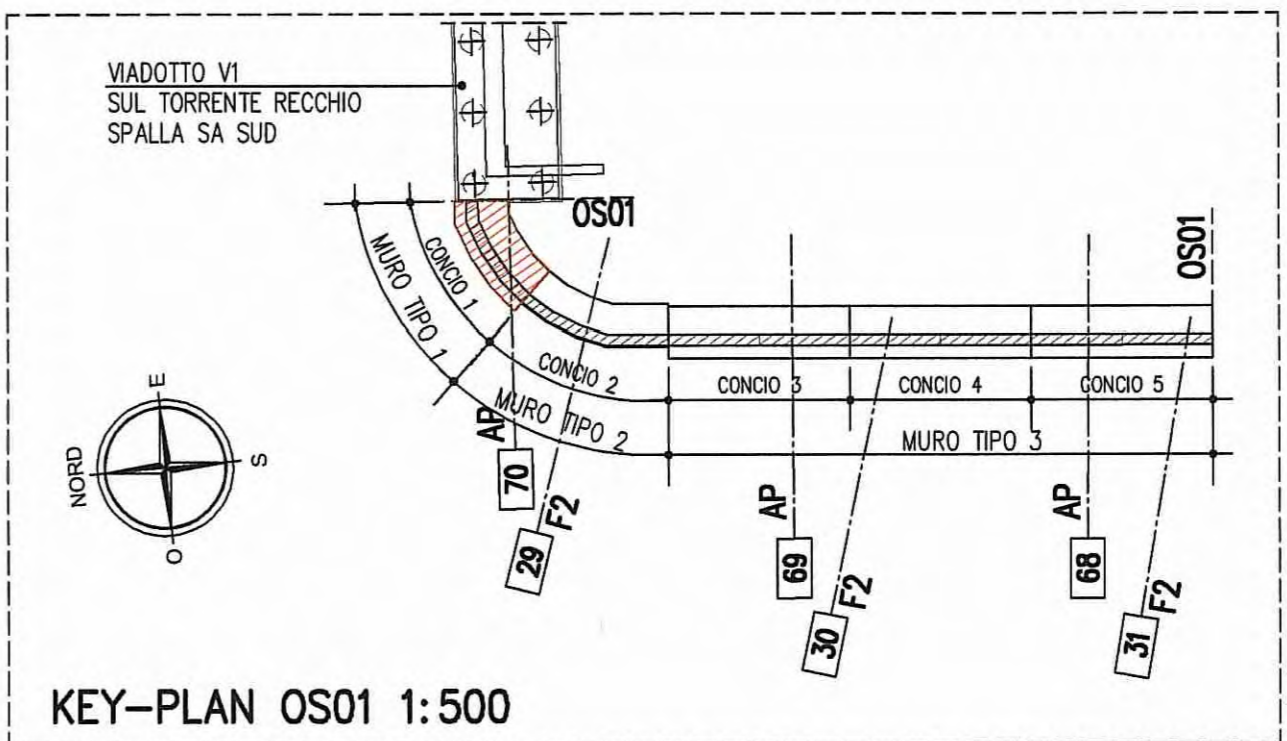 VIADOTTO V1
SUL TORRENTE RECCHIO
SPALLA SA SUD
OS01
OS01
MURO TIPO 1
CONCIO 1
CONCIO 2
MURO TIPO 2
CONCIO 3
CONCIO 4
CONCIO 5
MURO TIPO 3
E
NORD
S
O
AP
70
29
F2
AP
69
30
F2
AP
68
31
F2
KEY-PLAN OS01 1:500